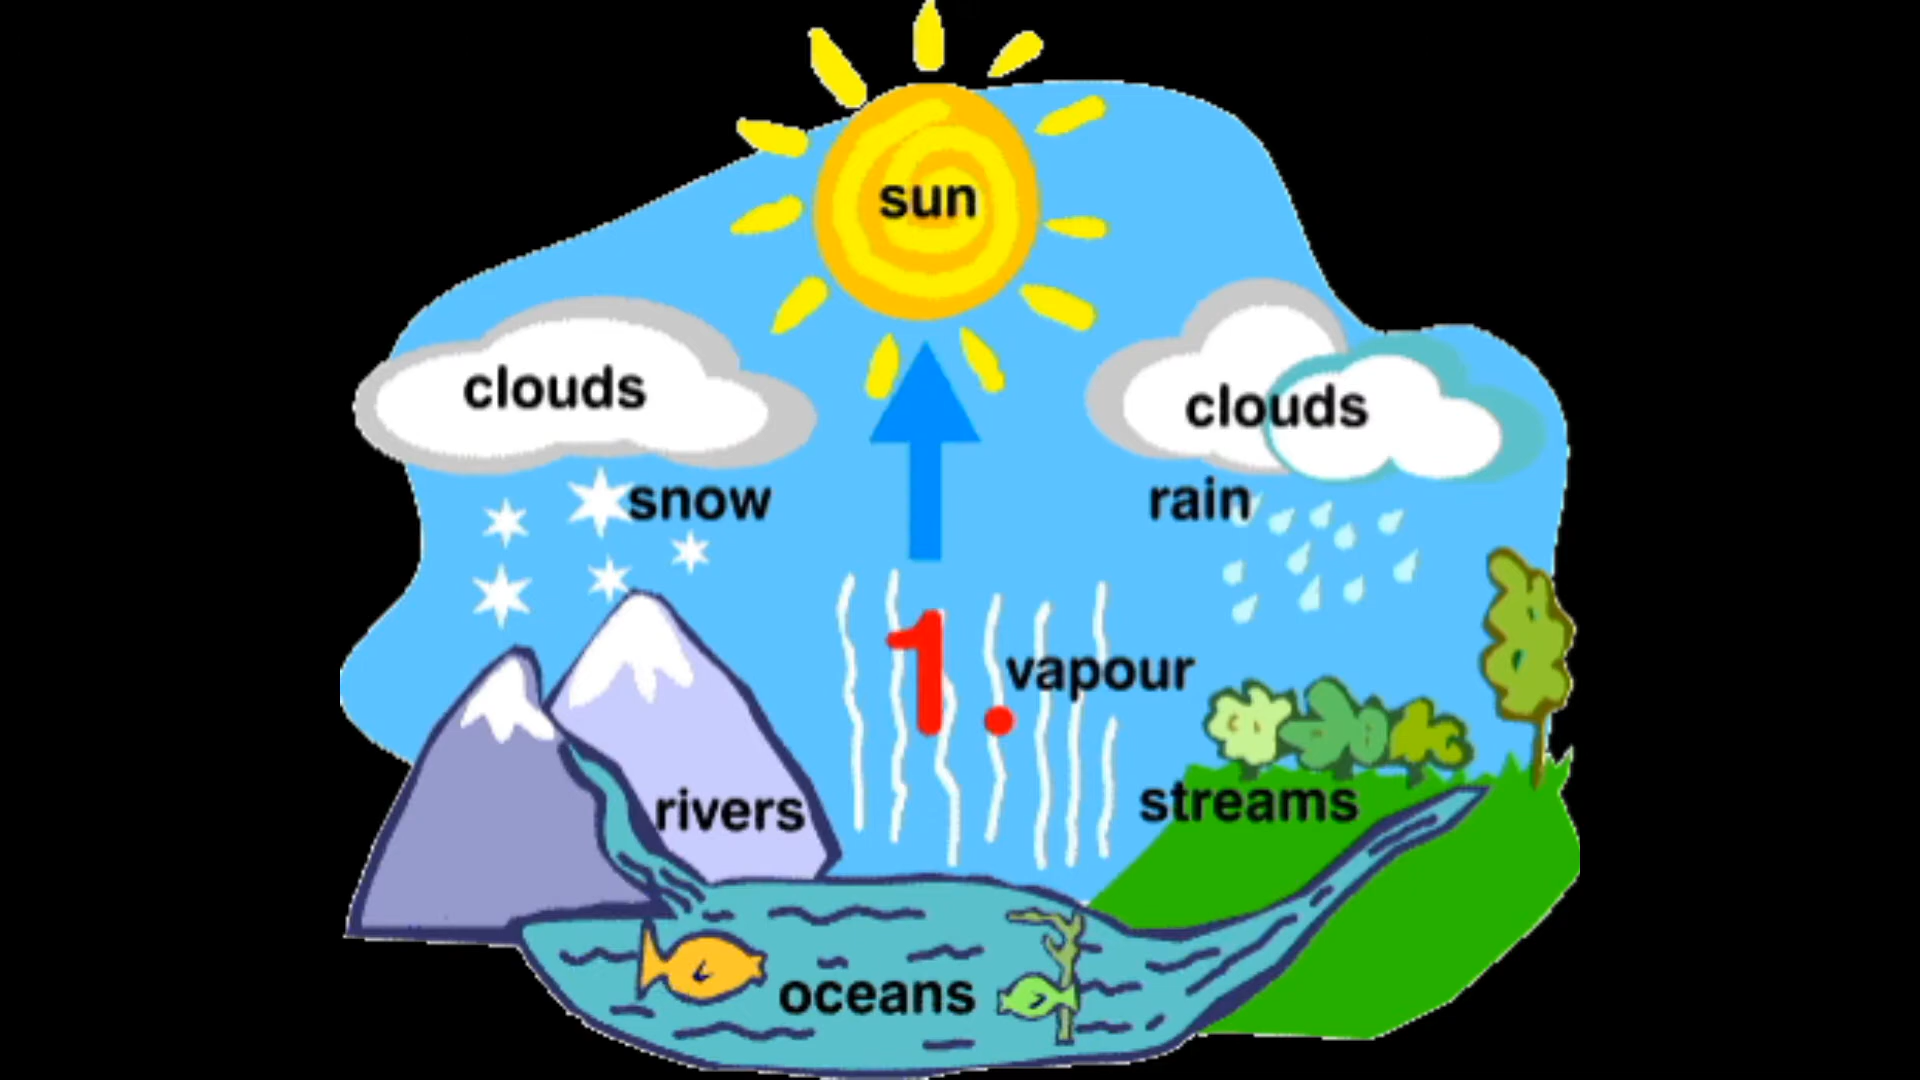 sun
clouds
clouds
snow
rain
1.
vapour
rivers
streams
oceans